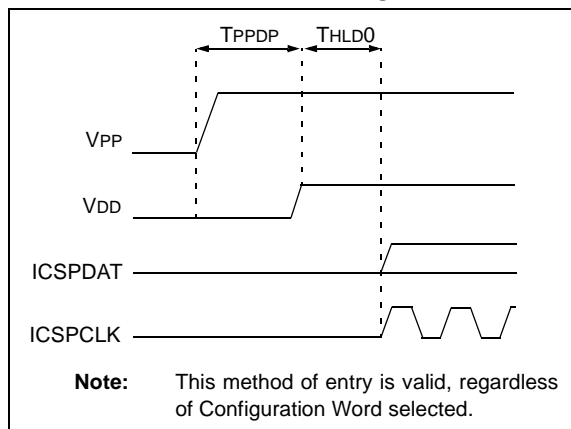 TPPDP THLD0
VPP
VDD
ICSPDAT
ICSPCLK
Note: This method of entry is valid, regardless
of Configuration Word selected.